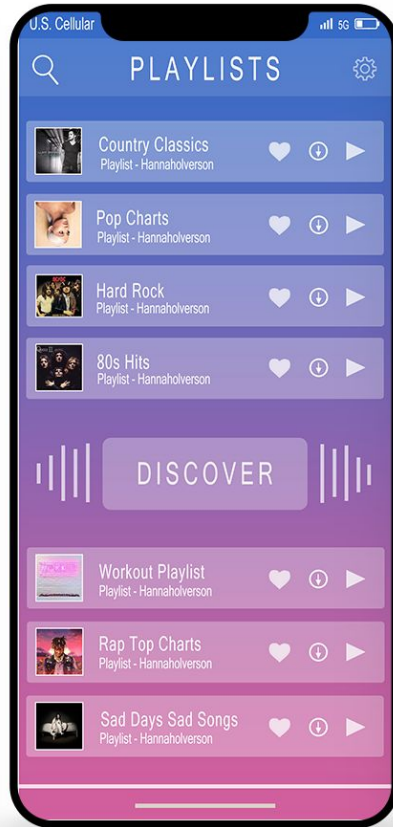 U.S. Cellular 5G
PLAYLISTS
Country Classics
Playlist - Hannaholverson
Pop Charts
Playlist - Hannaholverson
Hard Rock
Playlist - Hannaholverson
80s Hits
Playlist - Hannaholverson
DISCOVER
Workout Playlist
Playlist - Hannaholverson
Rap Top Charts
Playlist - Hannaholverson
Sad Days Sad Songs
Playlist - Hannaholverson